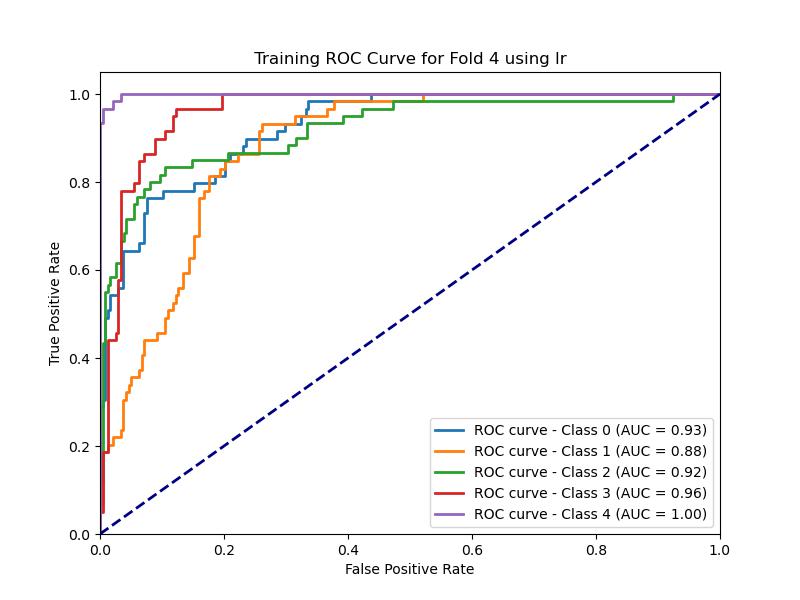 Training ROC Curve for Fold 4 using lr
1.0
0.8
0.6
0.4
0.2
0.0
True Positive Rate
ROC curve - Class 0 (AUC = 0.93)
ROC curve - Class 1 (AUC = 0.88)
ROC curve - Class 2 (AUC = 0.92)
ROC curve - Class 3 (AUC = 0.96)
ROC curve - Class 4 (AUC = 1.00)
0.0 0.2 0.4 0.6 0.8 1.0
False Positive Rate